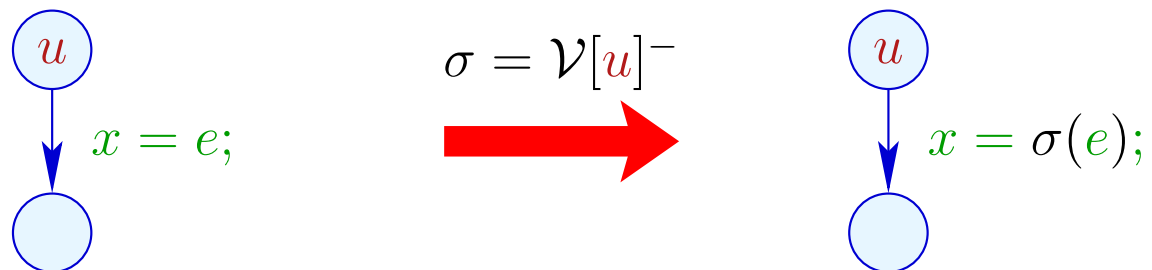 u
x = e;
σ = 𝒱[u]⁻
u
x = σ(e);